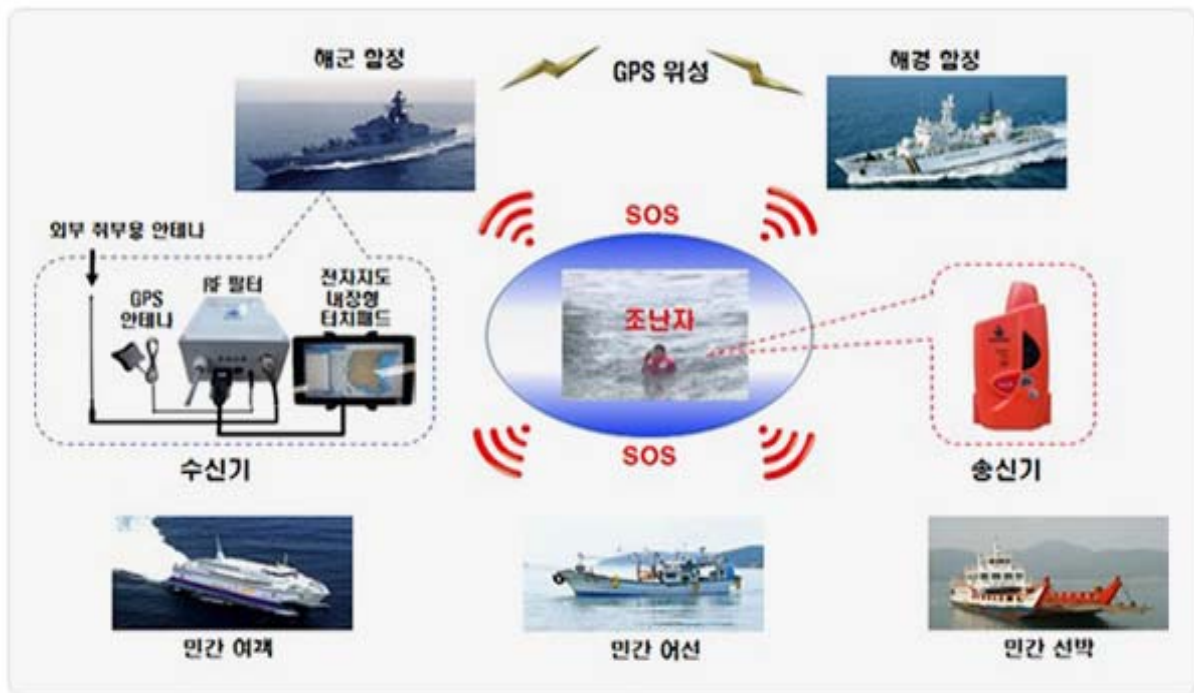 해군 함정
GPS 위성
해경 함정
SOS
외부 취부용 안테나
GPS
안테나
RF 필터
전자지도
내장형
터치패드
조난자
수신기
SOS
송신기
민간 여객
민간 어선
민간 선박